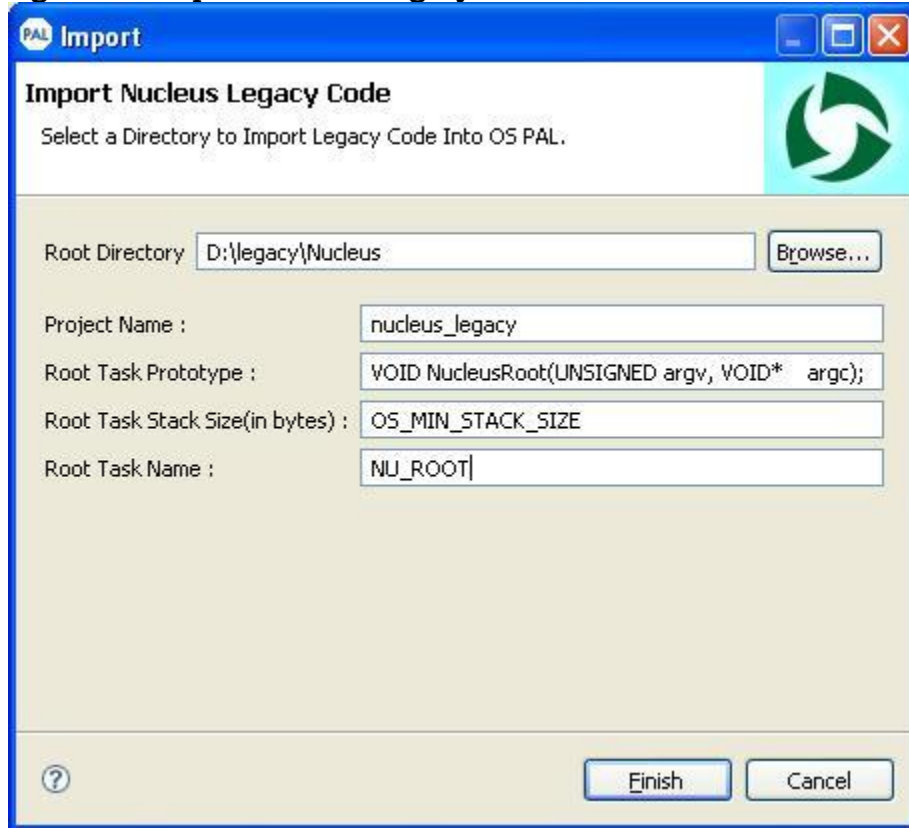 PAL Import
Import Nucleus Legacy Code
Select a Directory to Import Legacy Code Into OS PAL.
Root Directory D:\legacy\Nucleus Browse...
Project Name : nucleus_legacy
Root Task Prototype : VOID NucleusRoot(UNSIGNED argv, VOID* argc);
Root Task Stack Size(in bytes) : OS_MIN_STACK_SIZE
Root Task Name : NU_ROOT
? Finish Cancel